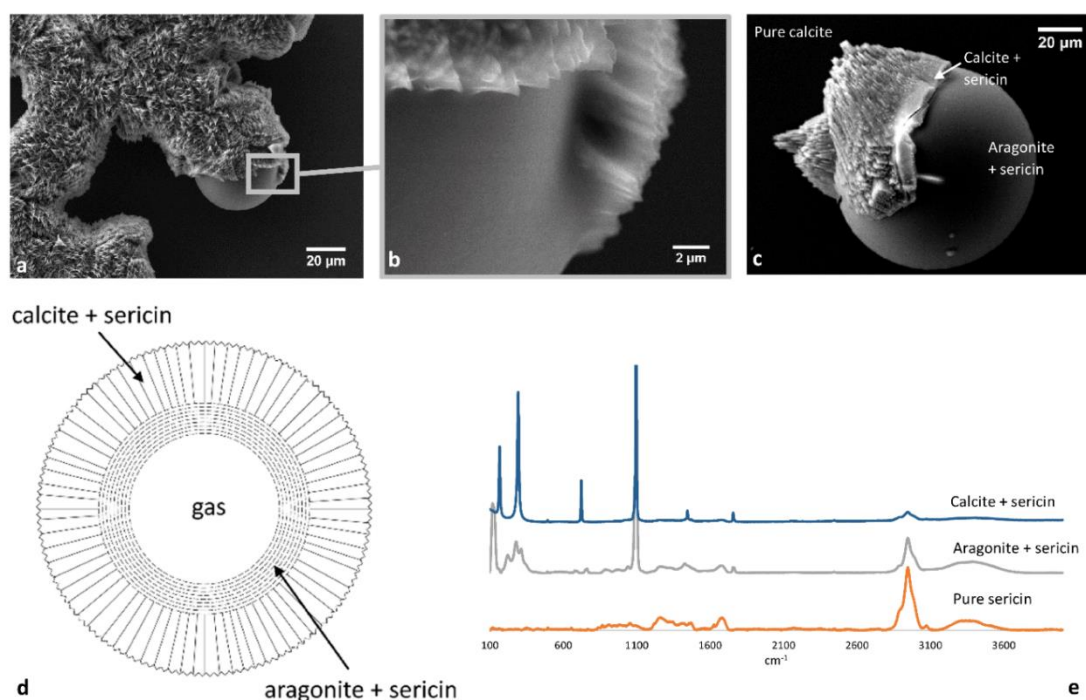 a
20 µm
b
2 µm
Pure calcite
20 µm
Calcite +
sericin
Aragonite
+ sericin
c
calcite + sericin
gas
aragonite + sericin
d
Calcite + sericin
Aragonite + sericin
Pure sericin
100 600 1100 1600 2100 2600 3000 3600
cm⁻¹
e